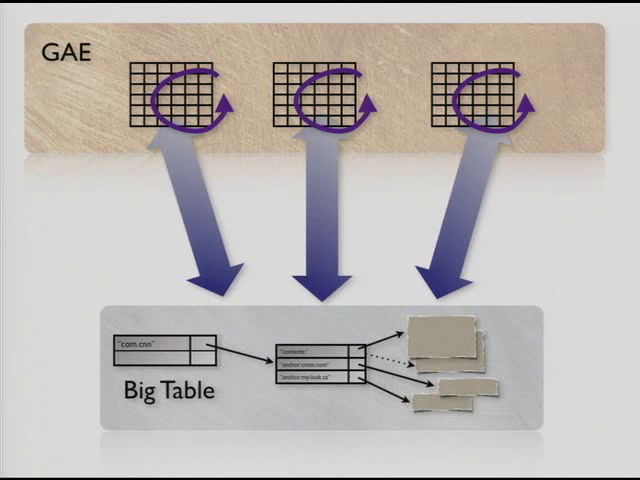 GAE
"com.cnn"
"contents"
"anchor:cnnsi.com"
"anchor:my.look.ca"
Big Table